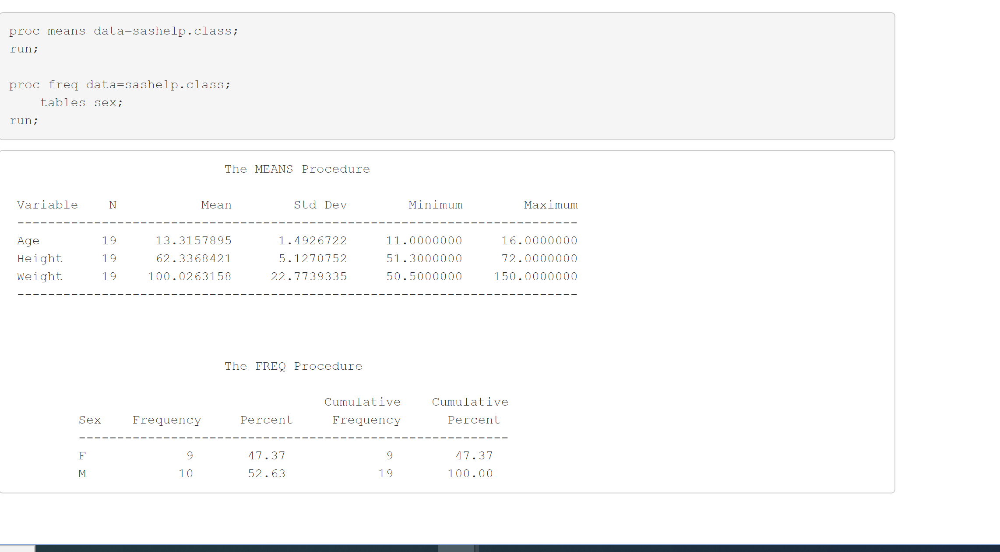 proc means data=sashelp.class;
run;
proc freq data=sashelp.class;
tables sex;
run;
The MEANS Procedure
Variable N Mean Std Dev Minimum Maximum
-------------------------------------------------------------------------
Age 19 13.3157895 1.4926722 11.0000000 16.0000000
Height 19 62.3368421 5.1270752 51.3000000 72.0000000
Weight 19 100.0263158 22.7739335 50.5000000 150.0000000
-------------------------------------------------------------------------
The FREQ Procedure
Cumulative Cumulative
Sex Frequency Percent Frequency Percent
--------------------------------------------------------
F 9 47.37 9 47.37
M 10 52.63 19 100.00